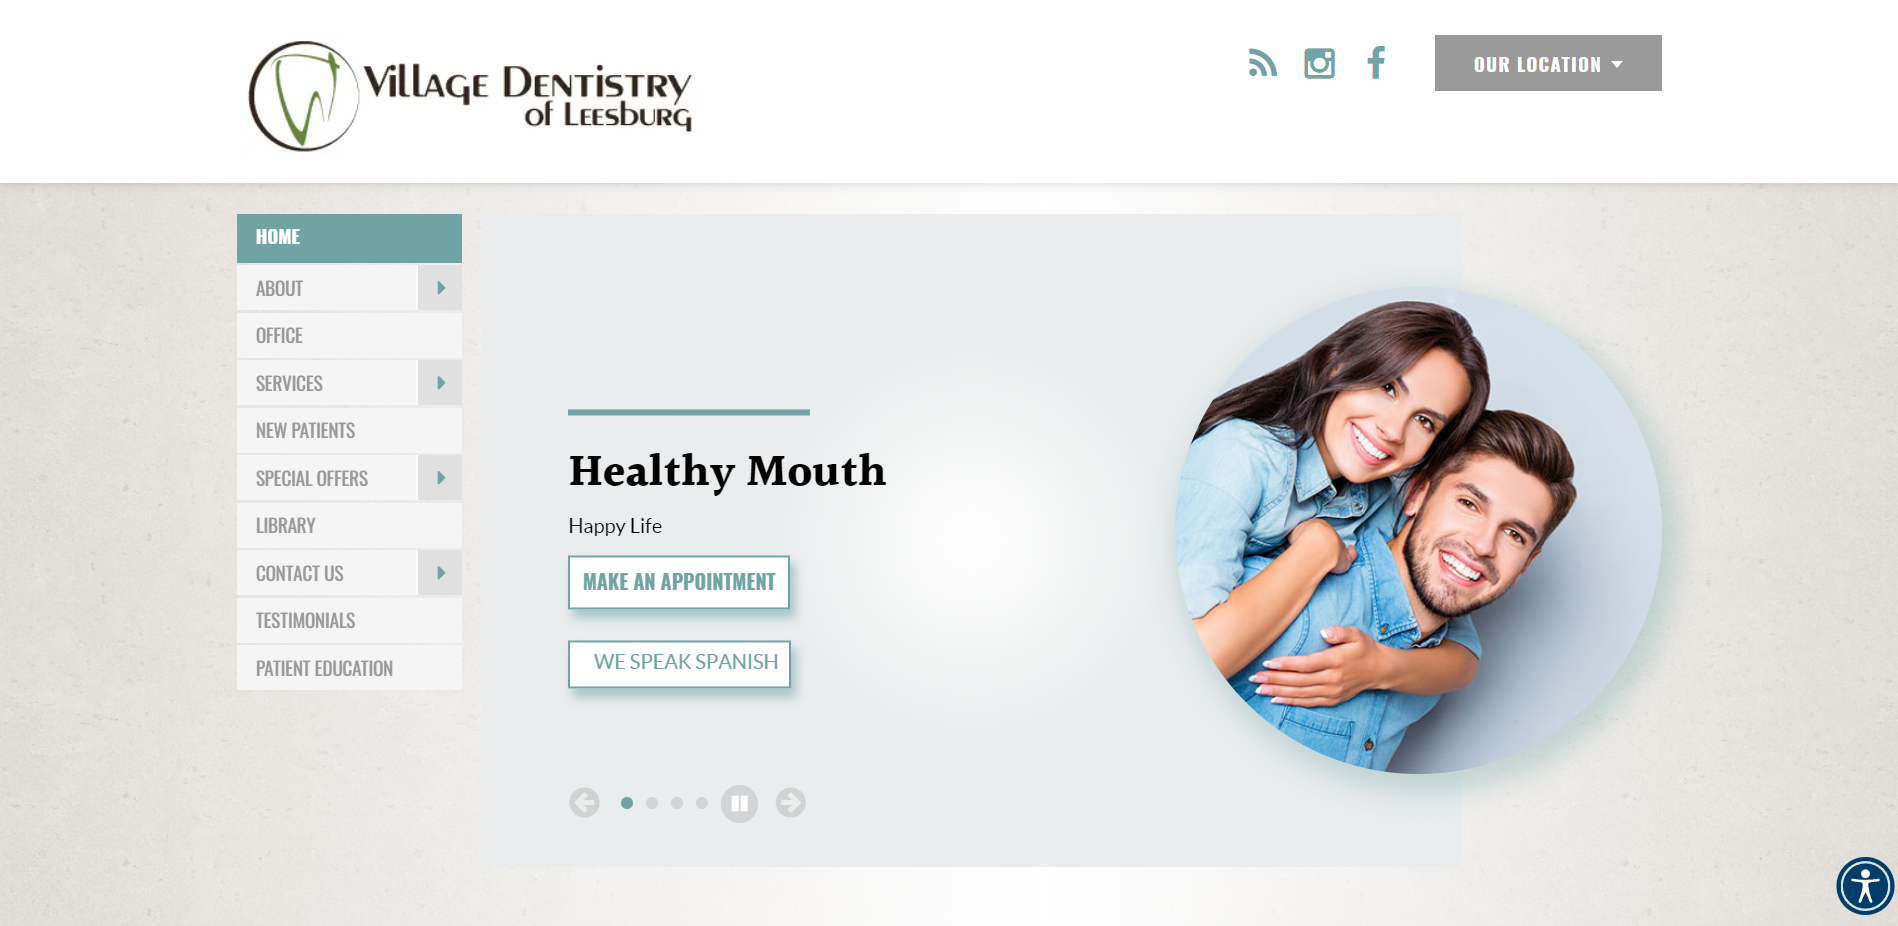 Village Dentistry
of Leesburg
OUR LOCATION
HOME
ABOUT
OFFICE
SERVICES
NEW PATIENTS
SPECIAL OFFERS
LIBRARY
CONTACT US
TESTIMONIALS
PATIENT EDUCATION
Healthy Mouth
Happy Life
MAKE AN APPOINTMENT
WE SPEAK SPANISH